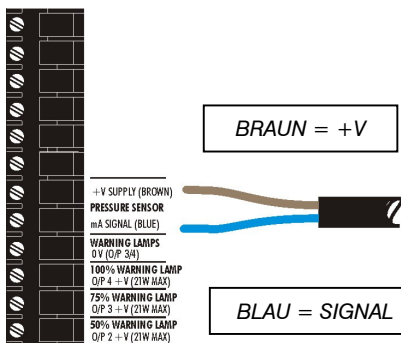 BRAUN = +V
+V SUPPLY (BROWN)
PRESSURE SENSOR
mA SIGNAL (BLUE)
WARNING LAMPS
0V (O/P 3/4)
100% WARNING LAMP
O/P 4 +V (21W MAX)
75% WARNING LAMP
O/P 3 +V (21W MAX)
50% WARNING LAMP
O/P 2 +V (21W MAX)
BLAU = SIGNAL